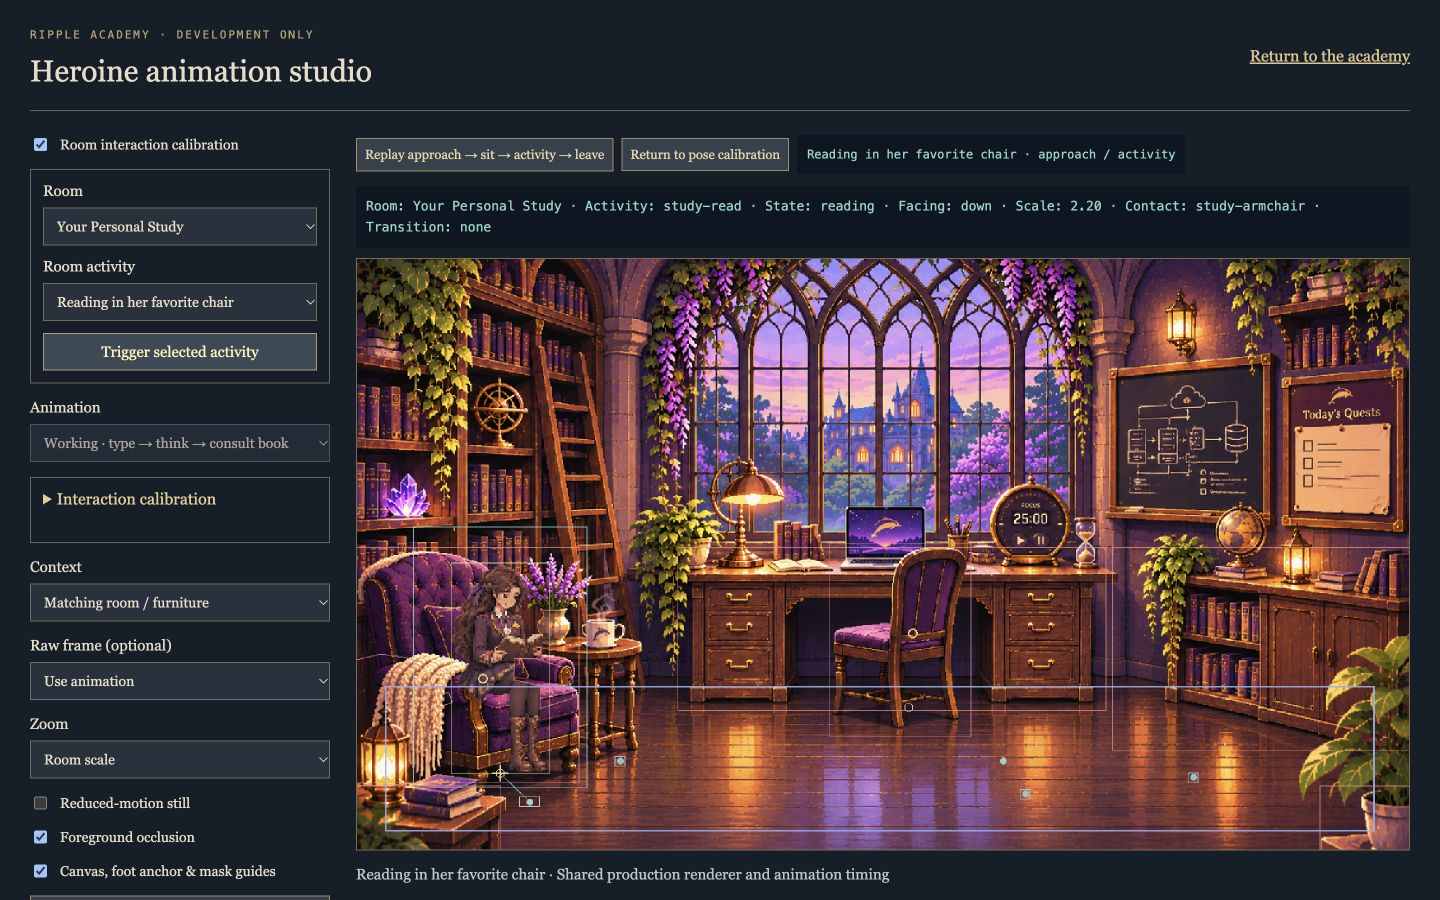 RIPPLE ACADEMY · DEVELOPMENT ONLY
Heroine animation studio
Return to the academy
Room interaction calibration
Room
Your Personal Study
Room activity
Reading in her favorite chair
Trigger selected activity
Animation
Working · type → think → consult book
▶ Interaction calibration
Context
Matching room / furniture
Raw frame (optional)
Use animation
Zoom
Room scale
Reduced-motion still
Foreground occlusion
Canvas, foot anchor & mask guides
Replay approach → sit → activity → leave
Return to pose calibration
Reading in her favorite chair · approach / activity
Room: Your Personal Study · Activity: study-read · State: reading · Facing: down · Scale: 2.20 · Contact: study-armchair ·
Transition: none
Today's Quests
FOCUS
25:00
Reading in her favorite chair · Shared production renderer and animation timing